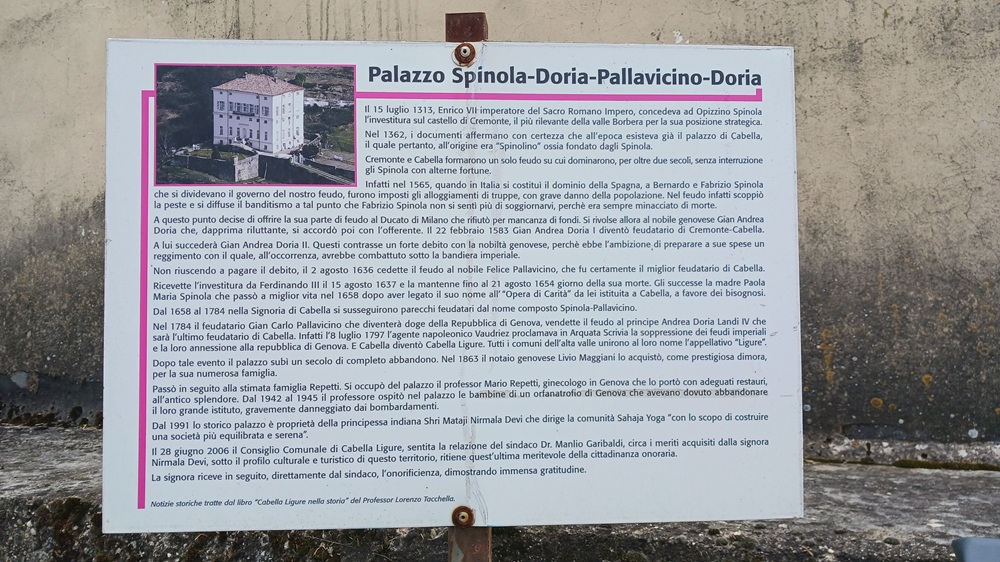 Palazzo Spinola-Doria-Pallavicino-Doria
Il 15 luglio 1313, Enrico VII imperatore del Sacro Romano Impero, concedeva ad Opizzino Spinola
l'investitura sul castello di Cremonte, il più rilevante della valle Borbera per la sua posizione strategica.
Nel 1362, i documenti affermano con certezza che all'epoca esisteva già il palazzo di Cabella,
il quale pertanto, all'origine era "Spinolino" ossia fondato dagli Spinola.
Cremonte e Cabella formarono un solo feudo su cui dominarono, per oltre due secoli, senza interruzione
gli Spinola con alterne fortune.
Infatti nel 1565, quando in Italia si costituì il dominio della Spagna, a Bernardo e Fabrizio Spinola
che si dividevano il governo del nostro feudo, furono imposti gli alloggiamenti di truppe, con grave danno della popolazione. Nel feudo infatti scoppiò
la peste e si diffuse il banditismo a tal punto che Fabrizio Spinola non si sentì più di soggiornarvi, perchè era sempre minacciato di morte.
A questo punto decise di offrire la sua parte di feudo al Ducato di Milano che rifiutò per mancanza di fondi. Si rivolse allora al nobile genovese Gian Andrea
Doria che, dapprima riluttante, si accordò poi con l'offerente. Il 22 febbraio 1583 Gian Andrea Doria I diventò feudatario di Cremonte-Cabella.
A lui succederà Gian Andrea Doria II. Questi contrasse un forte debito con la nobiltà genovese, perchè ebbe l'ambizione di preparare a sue spese un
reggimento con il quale, all'occorrenza, avrebbe combattuto sotto la bandiera imperiale.
Non riuscendo a pagare il debito, il 2 agosto 1636 cedette il feudo al nobile Felice Pallavicino, che fu certamente il miglior feudatario di Cabella.
Ricevette l'investitura da Ferdinando III il 15 agosto 1637 e la mantenne fino al 21 agosto 1654 giorno della sua morte. Gli successe la madre Paola
Maria Spinola che passò a miglior vita nel 1658 dopo aver legato il suo nome all'"Opera di Carità" da lei istituita a Cabella, a favore dei bisognosi.
Dal 1658 al 1784 nella Signoria di Cabella si susseguirono parecchi feudatari dal nome composto Spinola-Pallavicino.
Nel 1784 il feudatario Gian Carlo Pallavicino che diventerà doge della Repubblica di Genova, vendette il feudo al principe Andrea Doria Landi IV che
sarà l'ultimo feudatario di Cabella. Infatti l'8 luglio 1797 l'agente napoleonico Vaudriez proclamava in Arquata Scrivia la soppressione dei feudi imperiali
e la loro annessione alla repubblica di Genova. E Cabella diventò Cabella Ligure. Tutti i comuni dell'alta valle unirono al loro nome l'appellativo "Ligure".
Dopo tale evento il palazzo subì un secolo di completo abbandono. Nel 1863 il notaio genovese Livio Maggiani lo acquistò, come prestigiosa dimora,
per la sua numerosa famiglia.
Passò in seguito alla stimata famiglia Repetti. Si occupò del palazzo il professor Mario Repetti, ginecologo in Genova che lo portò con adeguati restauri,
all'antico splendore. Dal 1942 al 1945 il professore ospitò nel palazzo le bambine di un orfanatrofio di Genova che avevano dovuto abbandonare
il loro grande istituto, gravemente danneggiato dai bombardamenti.
Dal 1991 lo storico palazzo è proprietà della principessa indiana Shri Mataji Nirmala Devi che dirige la comunità Sahaja Yoga "con lo scopo di costruire
una società più equilibrata e serena".
Il 28 giugno 2006 il Consiglio Comunale di Cabella Ligure, sentita la relazione del sindaco Dr. Manlio Garibaldi, circa i meriti acquisiti dalla signora
Nirmala Devi, sotto il profilo culturale e turistico di questo territorio, ritiene quest'ultima meritevole della cittadinanza onoraria.
La signora riceve in seguito, direttamente dal sindaco, l'onorificienza, dimostrando immensa gratitudine.
Notizie storiche tratte dal libro "Cabella Ligure nella storia" del Professor Lorenzo Tacchella.